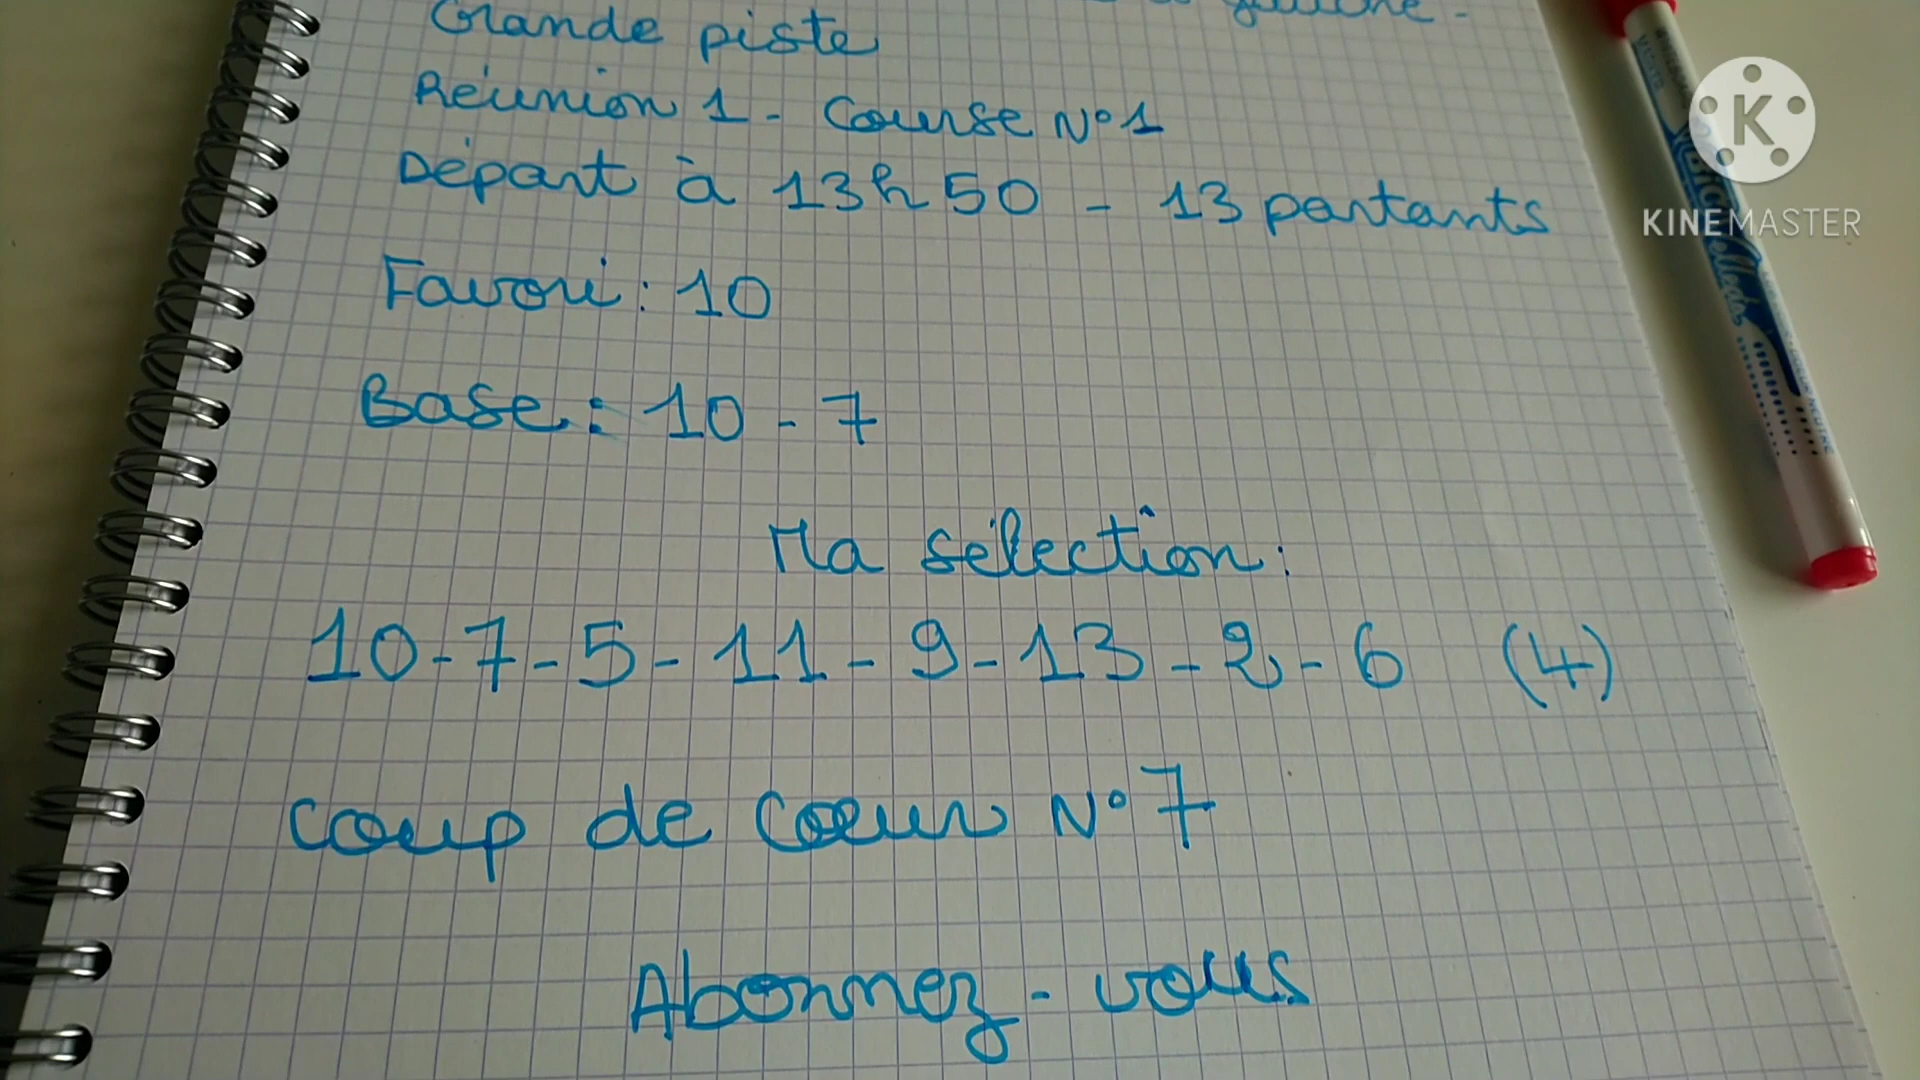 gauche.
Grande piste
Réunion 1 - Course N°1
Départ à 13h50 - 13 partants
Favori : 10
Base : 10 - 7
Ma sélection :
10 - 7 - 5 - 11 - 9 - 13 - 2 - 6 (4)
coup de coeur N°7
Abonnez - vous
K
KINEMASTER